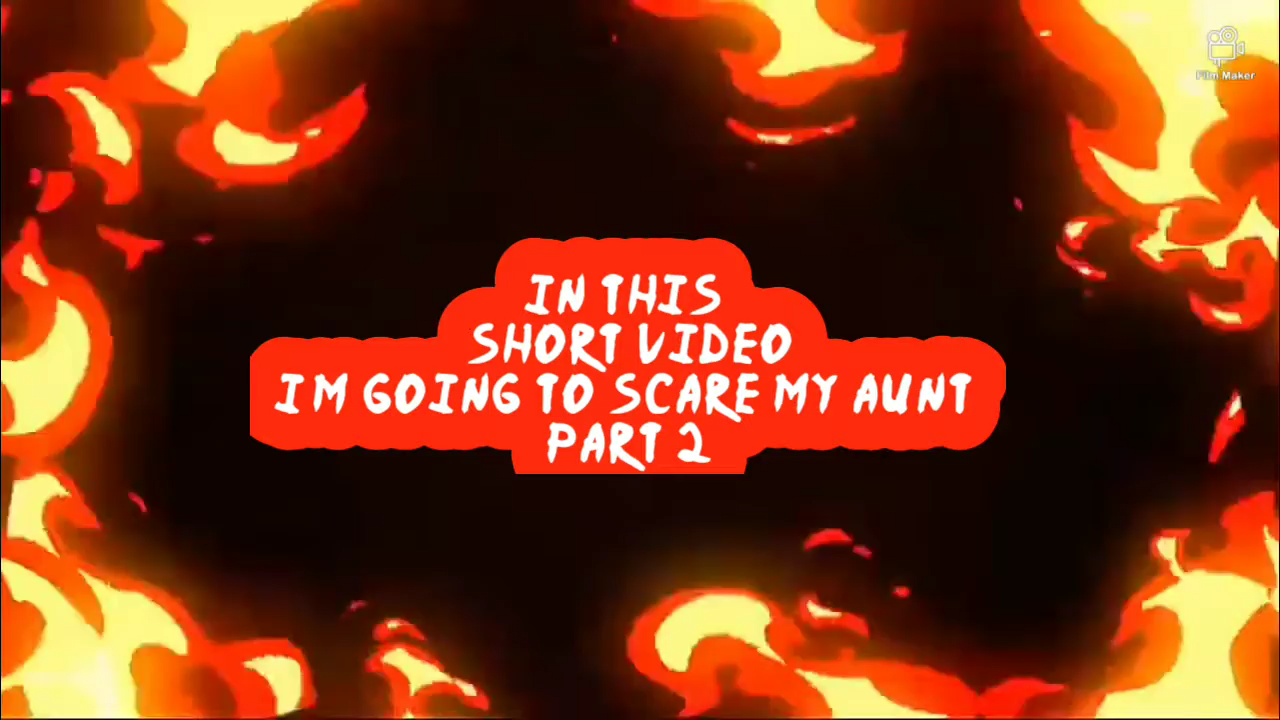 Film Maker
IN THIS
SHORT VIDEO
IM GOING TO SCARE MY AUNT
PART 2